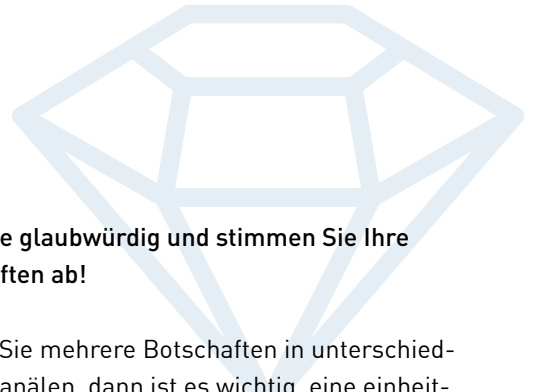 e glaubwürdig und stimmen Sie Ihre
ften ab!
Sie mehrere Botschaften in unterschied-
anälen, dann ist es wichtig, eine einheit-